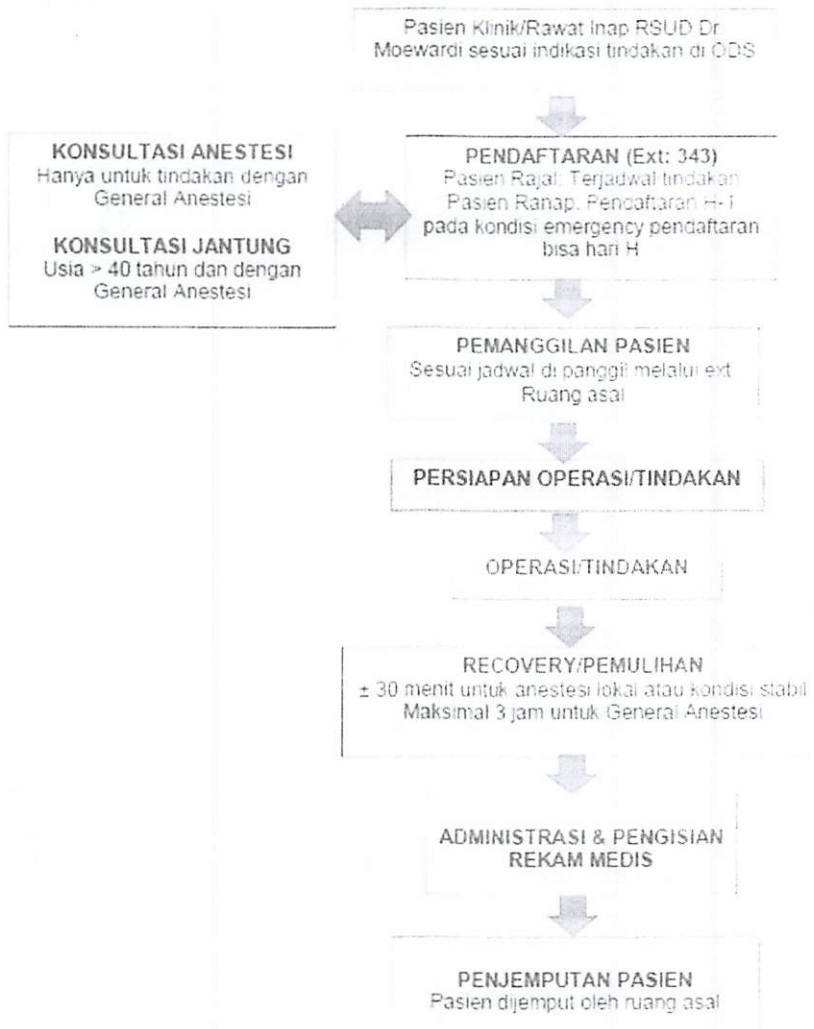 Pasien Klinik/Rawat Inap RSUD Dr
Moewardi sesuai indikasi tindakan di ODS
KONSULTASI ANESTESI
Hanya untuk tindakan dengan
General Anestesi
KONSULTASI JANTUNG
Usia > 40 tahun dan dengan
General Anestesi
PENDAFTARAN (Ext: 343)
Pasien Rajal: Terjadwal tindakan
Pasien Ranap: Pendaftaran H-1
pada kondisi emergency pendaftaran
bisa hari H
PEMANGGILAN PASIEN
Sesuai jadwal di panggil melalui ext
Ruang asal
PERSIAPAN OPERASI/TINDAKAN
OPERASI/TINDAKAN
RECOVERY/PEMULIHAN
± 30 menit untuk anestesi lokal atau kondisi stabil
Maksimal 3 jam untuk General Anestesi
ADMINISTRASI & PENGISIAN
REKAM MEDIS
PENJEMPUTAN PASIEN
Pasien dijemput oleh ruang asal